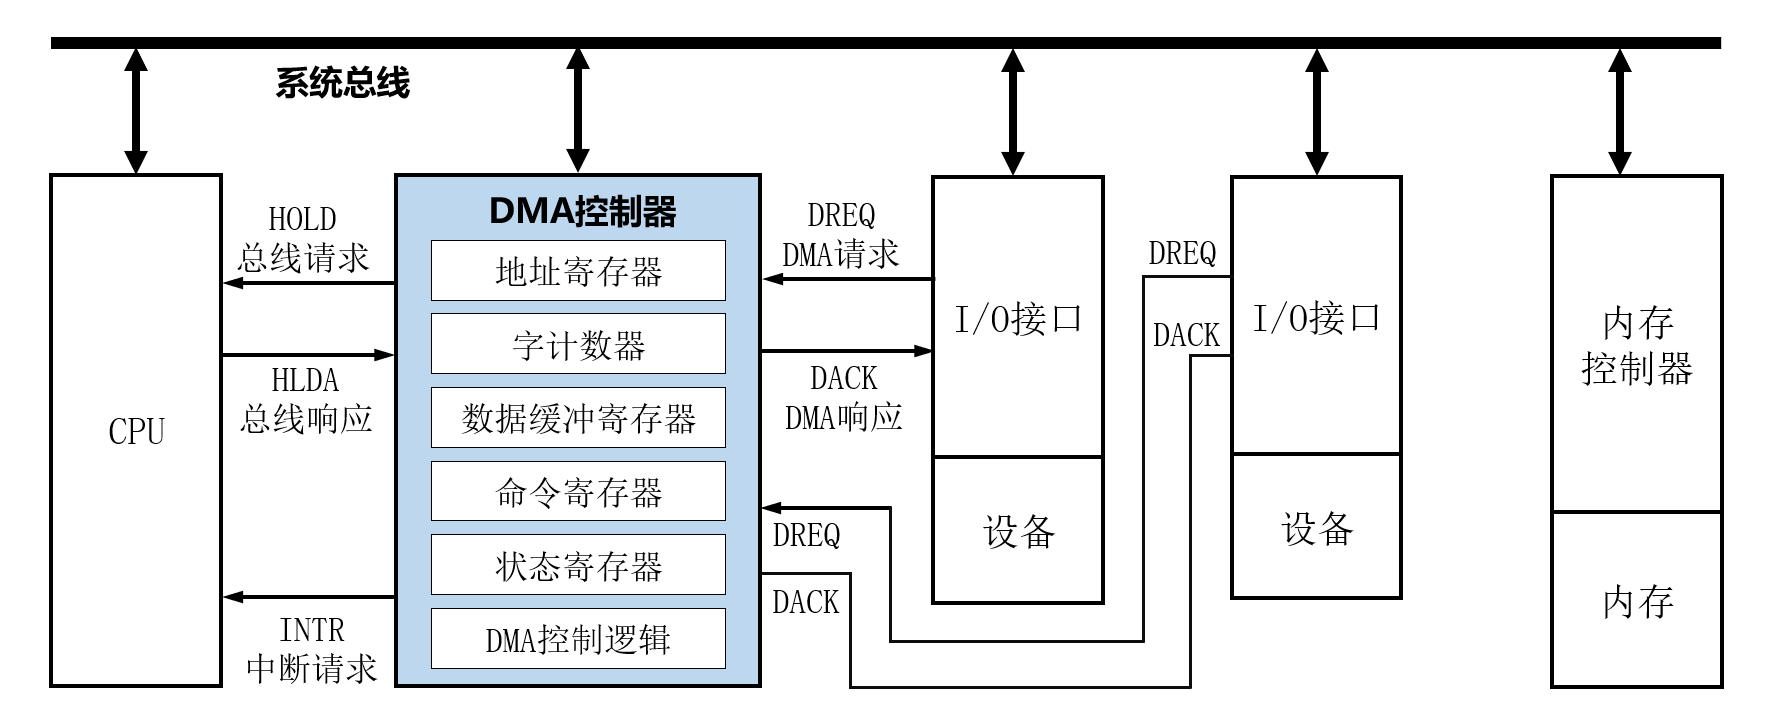 系统总线
CPU
HOLD
总线请求
HLDA
总线响应
INTR
中断请求
DMA控制器
地址寄存器
字计数器
数据缓冲寄存器
命令寄存器
状态寄存器
DMA控制逻辑
DREQ
DMA请求
DACK
DMA响应
DREQ
DACK
I/O接口
设备
DREQ
DACK
I/O接口
设备
内存
控制器
内存